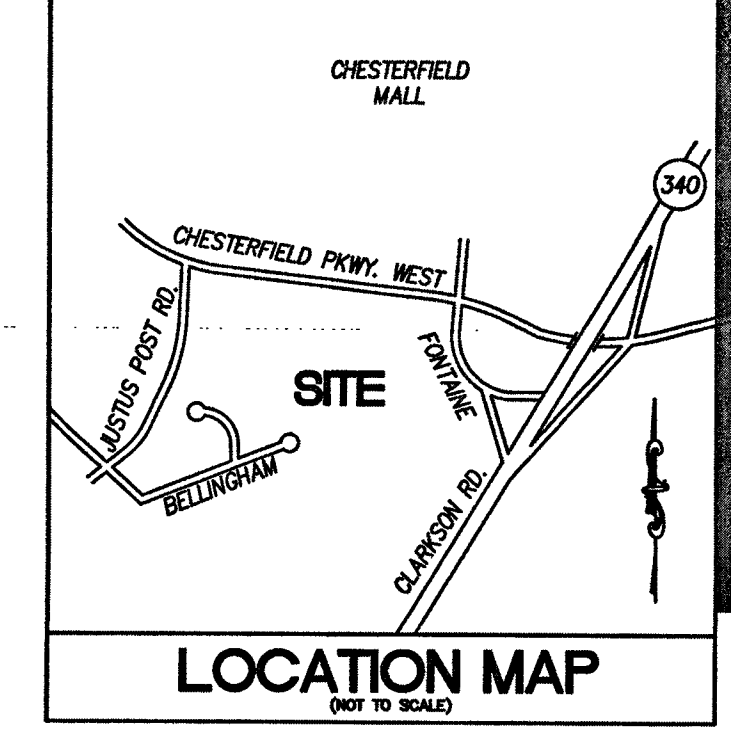 CHESTERFIELD
MALL
340
CHESTERFIELD PKWY. WEST
JUSTUS POST RD.
FONTAINE
SITE
BELLINGHAM
CLARKSON RD.
LOCATION MAP
(NOT TO SCALE)